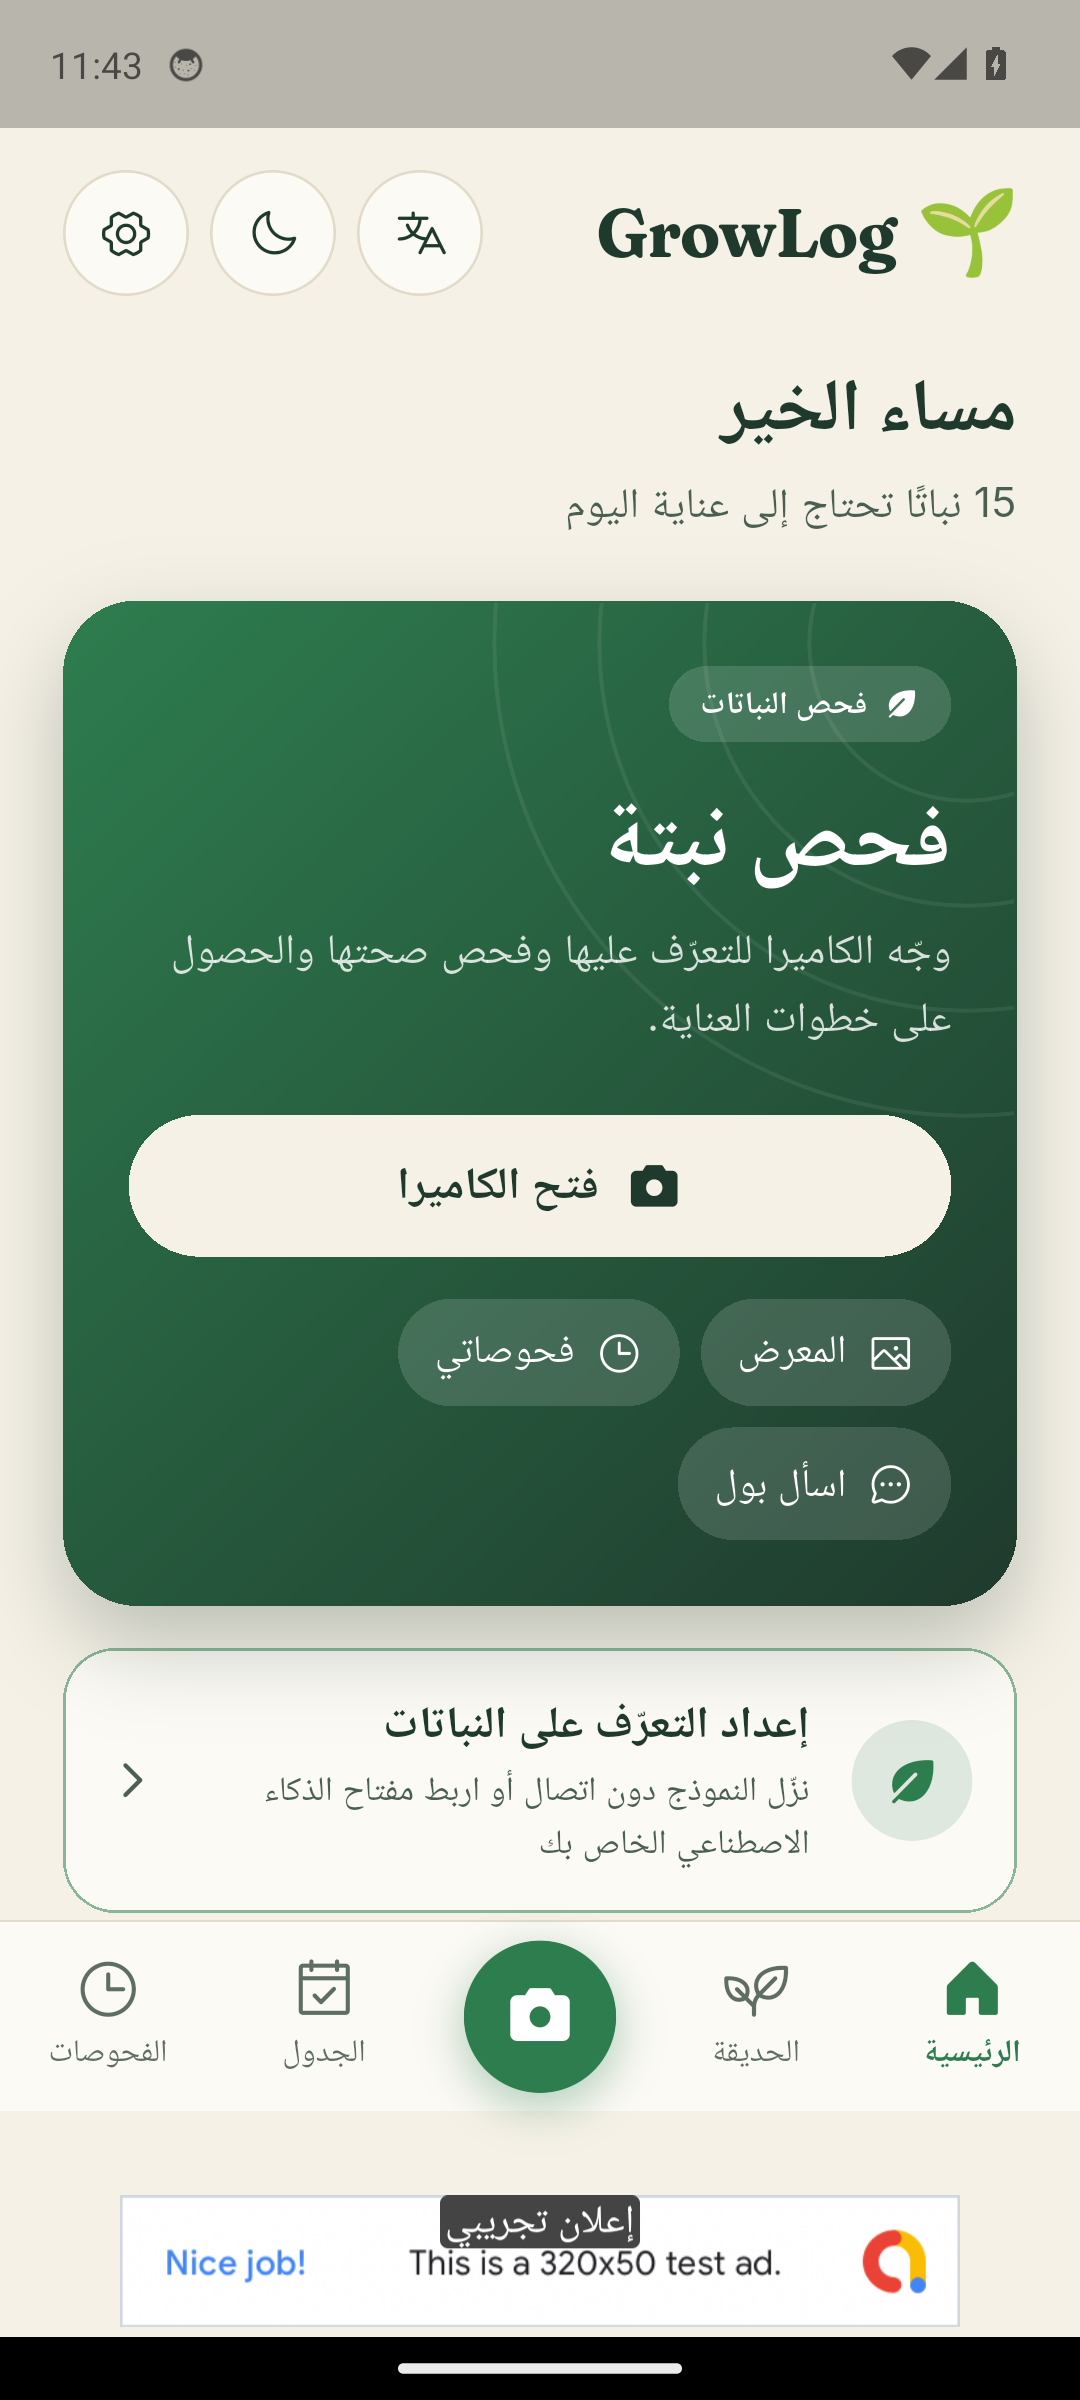 11:43
GrowLog
مساء الخير
15 نباتًا تحتاج إلى عناية اليوم
فحص النباتات
فحص نبتة
وجّه الكاميرا للتعرّف عليها وفحص صحتها والحصول
على خطوات العناية.
فتح الكاميرا
المعرض
فحوصاتي
اسأل بول
إعداد التعرّف على النباتات
نزّل النموذج دون اتصال أو اربط مفتاح الذكاء
الاصطناعي الخاص بك
الرئيسية
الحديقة
الجدول
الفحوصات
إعلان تجريبي
Nice job!
This is a 320x50 test ad.